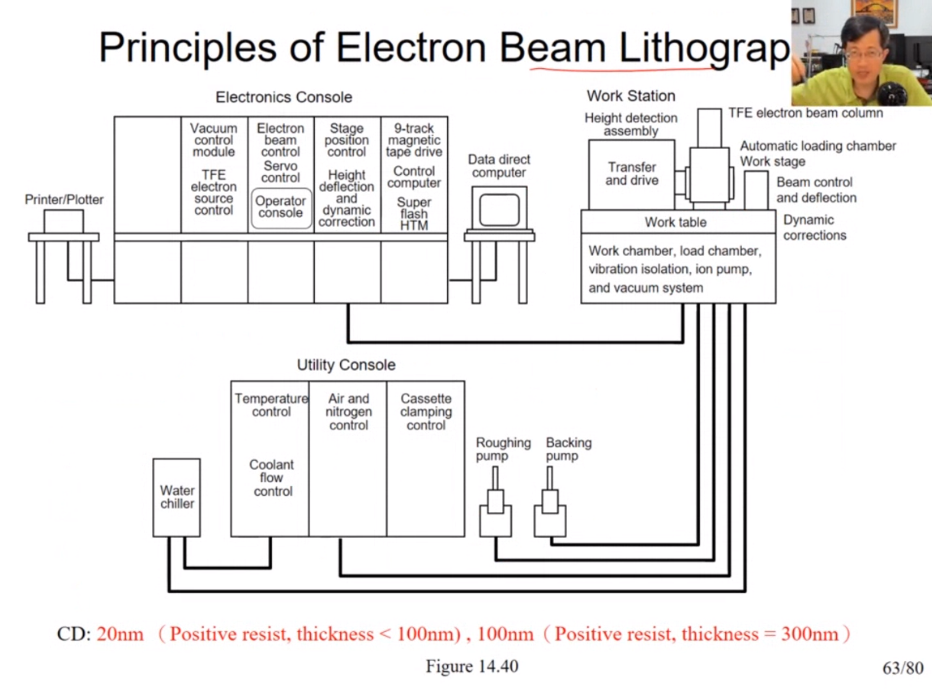 Principles of Electron Beam Lithograp
Electronics Console
Vacuum
control
module
TFE
electron
source
control
Electron
beam
control
Servo
control
Operator
console
Stage
position
control
Height
deflection
and
dynamic
correction
9-track
magnetic
tape drive
Control
computer
Super
flash
HTM
Printer/Plotter
Data direct
computer
Work Station
Height detection
assembly
TFE electron beam column
Transfer
and drive
Automatic loading chamber
Work stage
Beam control
and deflection
Dynamic
corrections
Work table
Work chamber, load chamber,
vibration isolation, ion pump,
and vacuum system
Utility Console
Temperature
control
Coolant
flow
control
Air and
nitrogen
control
Cassette
clamping
control
Water
chiller
Roughing
pump
Backing
pump
CD: 20nm （Positive resist, thickness < 100nm) , 100nm（Positive resist, thickness = 300nm）
Figure 14.40
63/80